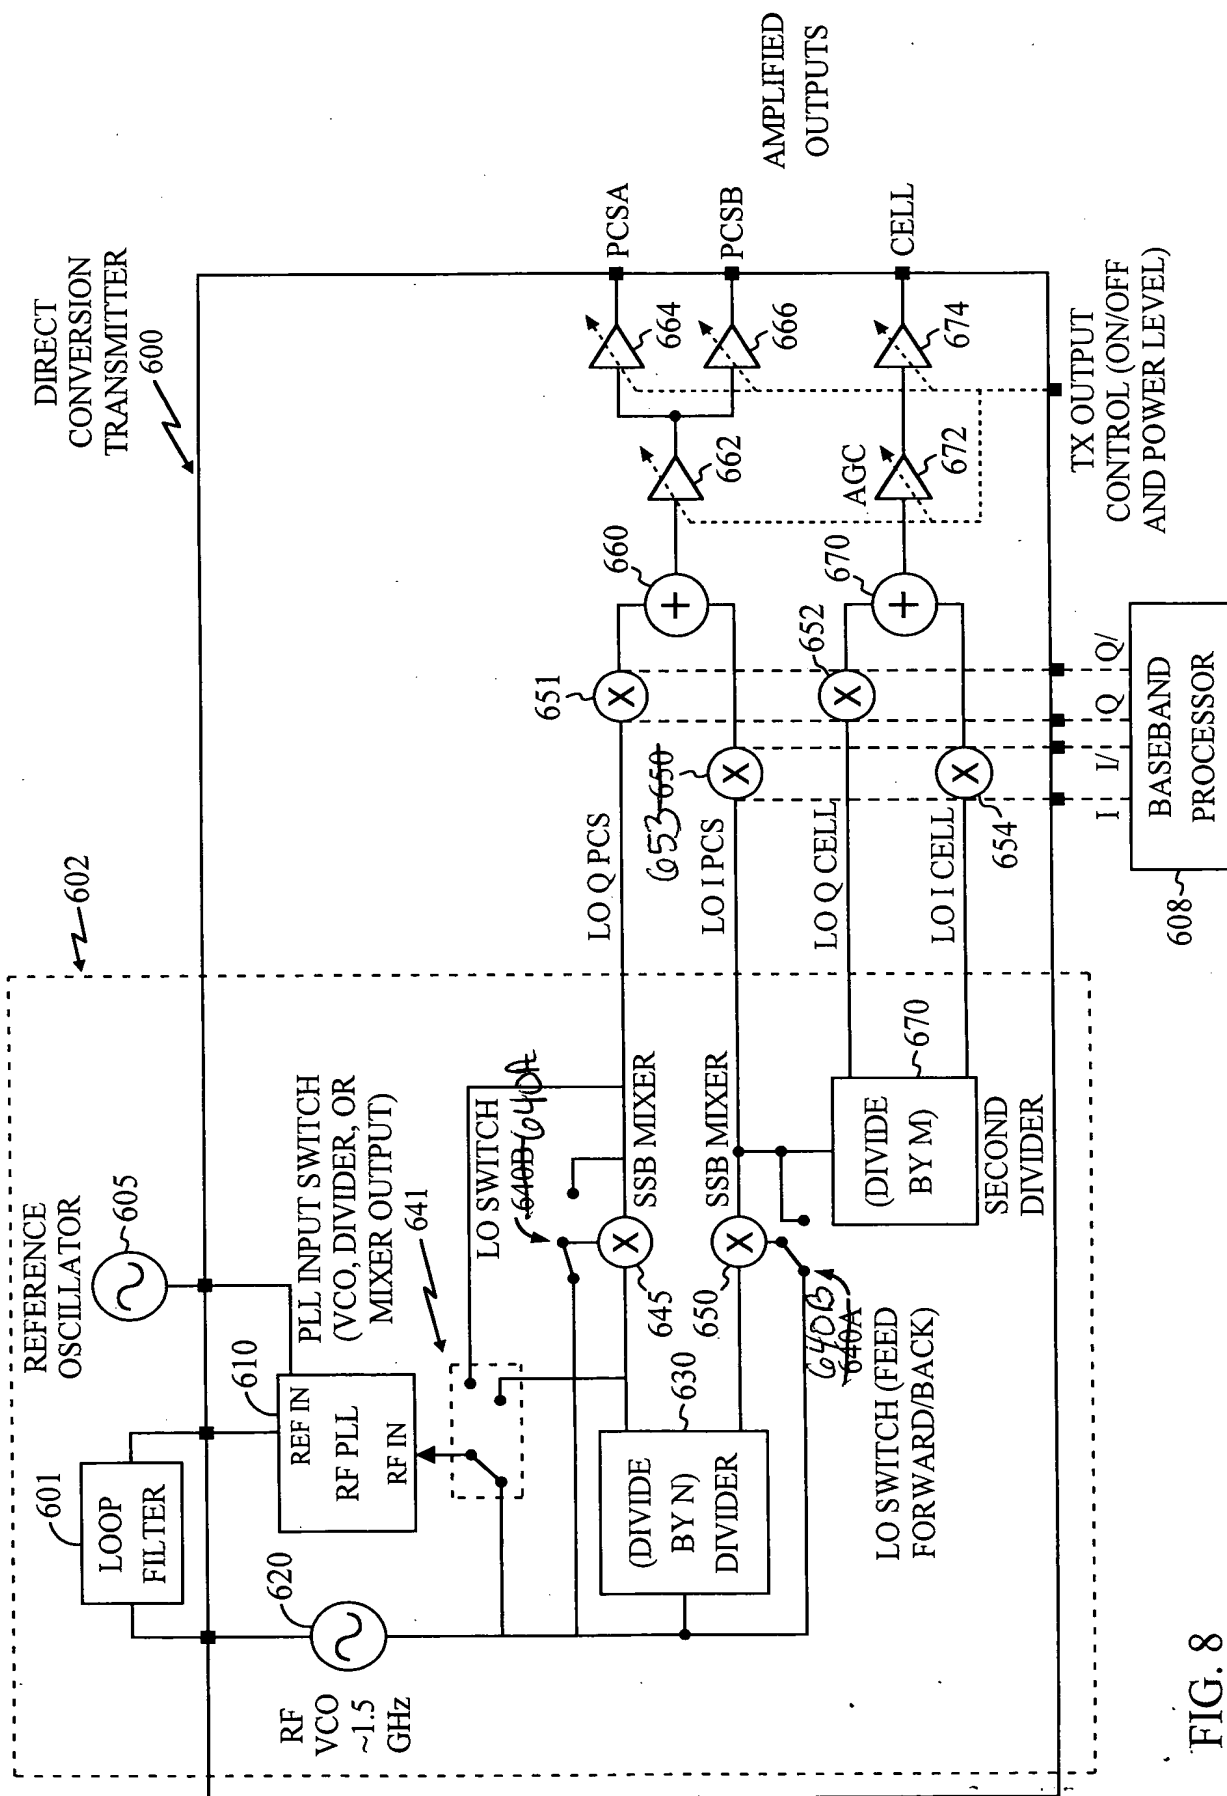 DIRECT
CONVERSION
TRANSMITTER
600
602
REFERENCE
OSCILLATOR
605
601
LOOP
FILTER
610
REF IN
RF PLL
RF IN
620
RF
VCO
~1.5
GHz
PLL INPUT SWITCH
(VCO, DIVIDER, OR
MIXER OUTPUT)
641
LO SWITCH
640B 640A
SSB MIXER
645
SSB MIXER
650
630
(DIVIDE
BY N)
DIVIDER
640B
640A
LO SWITCH (FEED
FORWARD/BACK)
(DIVIDE
BY M)
670
SECOND
DIVIDER
LO Q PCS
653 650
LO I PCS
LO Q CELL
LO I CELL
651
652
654
660
670
662
AGC
672
664
666
674
PCSA
PCSB
CELL
AMPLIFIED
OUTPUTS
TX OUTPUT
CONTROL (ON/OFF
AND POWER LEVEL)
I
I/
Q
Q/
BASEBAND
PROCESSOR
608
FIG. 8